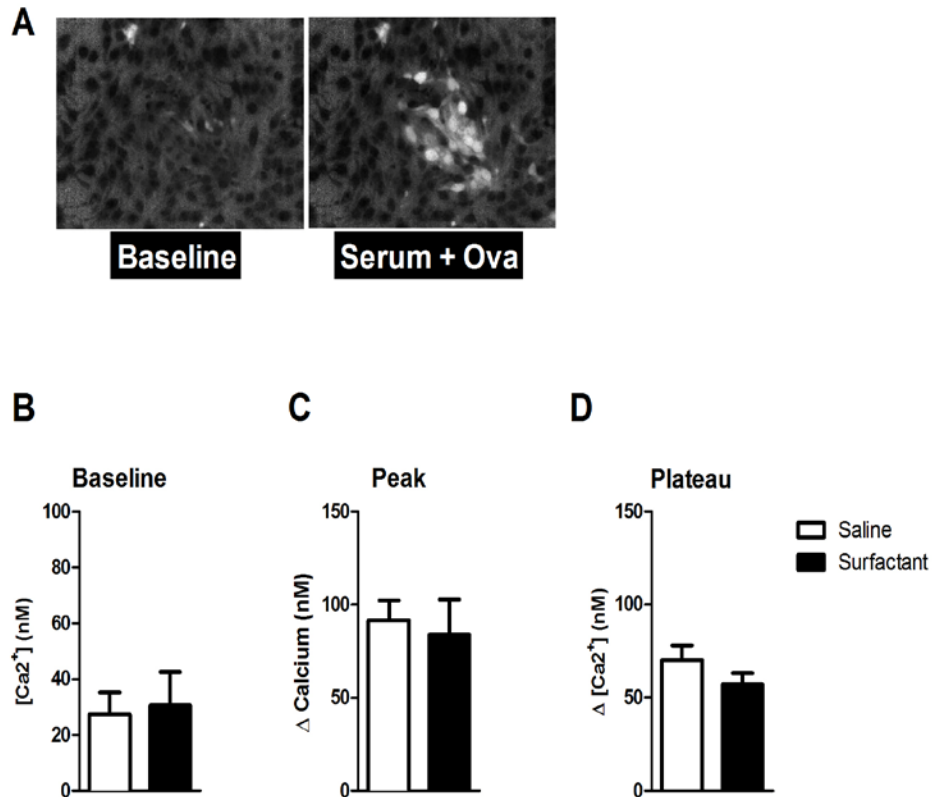 A
Baseline
Serum + Ova
B
C
D
Baseline
Peak
Plateau
100
80
60
40
20
0
[Ca2⁺] (nM)
150
100
50
0
Δ Calcium (nM)
150
100
50
0
Δ [Ca2⁺] (nM)
Saline
Surfactant